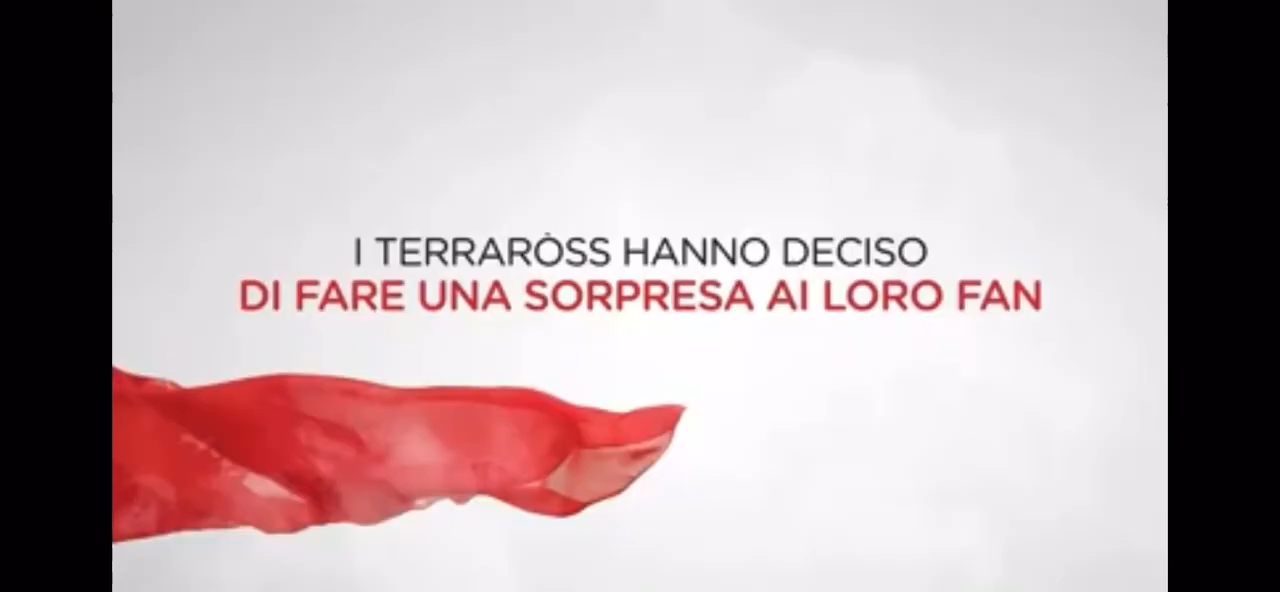 I TERRARÒSS HANNO DECISO
DI FARE UNA SORPRESA AI LORO FAN